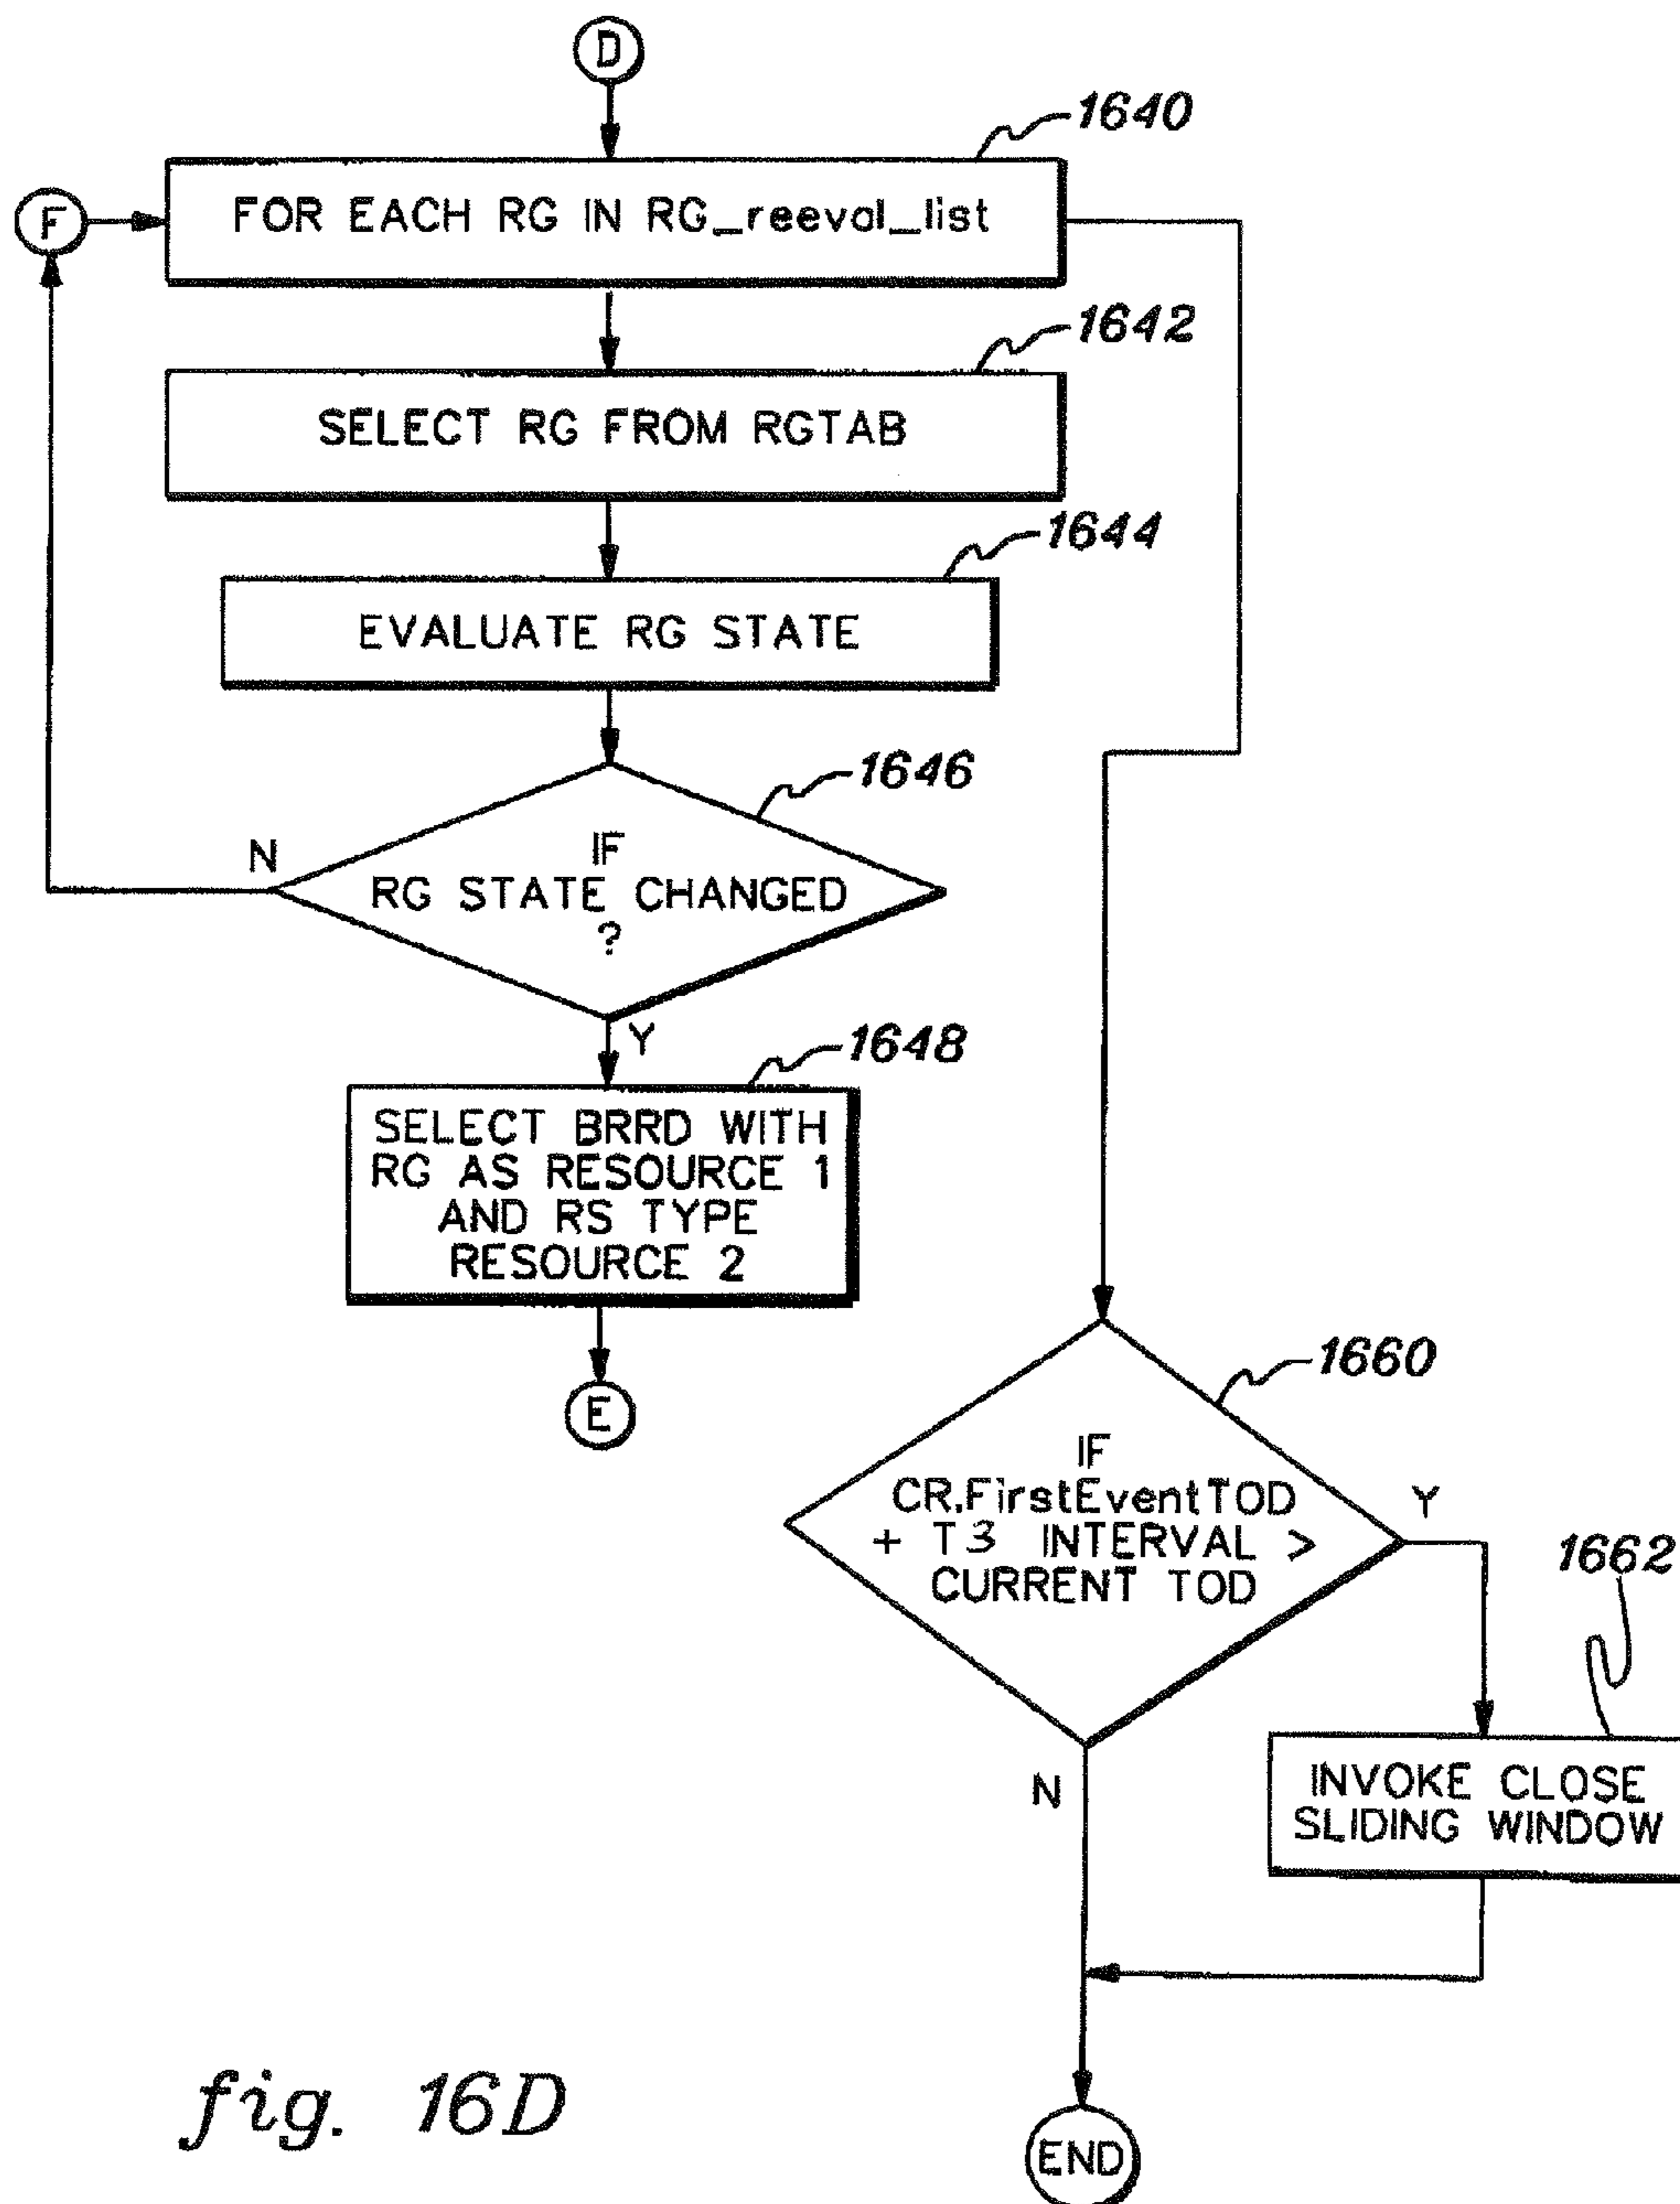 D
1640
F
FOR EACH RG IN RG_reeval_list
1642
SELECT RG FROM RGTAB
1644
EVALUATE RG STATE
1646
N
IF
RG STATE CHANGED
?
Y
1648
SELECT BRRD WITH
RG AS RESOURCE 1
AND RS TYPE
RESOURCE 2
E
1660
IF
CR.FirstEventTOD
+ T3 INTERVAL >
CURRENT TOD
Y
1662
N
INVOKE CLOSE
SLIDING WINDOW
END
fig. 16D